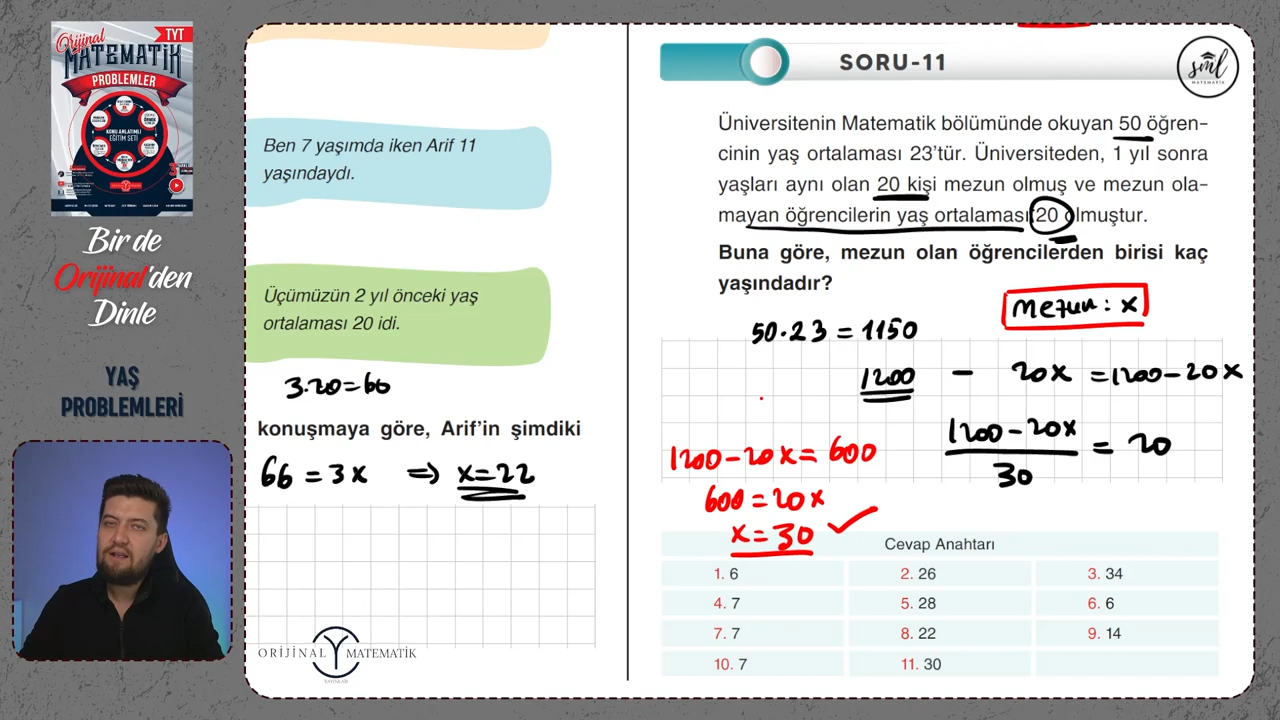 TYT
Orijinal
MATEMATİK
PROBLEMLER
Bir de
Orijinal'den
Dinle
YAŞ
PROBLEMLERİ
Ben 7 yaşımda iken Arif 11
yaşındaydı.
Üçümüzün 2 yıl önceki yaş
ortalaması 20 idi.
3.20=60
konuşmaya göre, Arif'in şimdiki
66 = 3x ⇒ x=22
ORİJİNAL MATEMATİK
SORU-11
sml
MATEMATİK
Üniversitenin Matematik bölümünde okuyan 50 öğren-
cinin yaş ortalaması 23'tür. Üniversiteden, 1 yıl sonra
yaşları aynı olan 20 kişi mezun olmuş ve mezun ola-
mayan öğrencilerin yaş ortalaması 20 olmuştur.
Buna göre, mezun olan öğrencilerden birisi kaç
yaşındadır?
mezun : x
50.23 = 1150
1200 - 20x = 1200-20x
1200-20x / 30 = 20
1200-20x = 600
600 = 20x
x = 30 ✓
Cevap Anahtarı
1. 6 2. 26 3. 34
4. 7 5. 28 6. 6
7. 7 8. 22 9. 14
10. 7 11. 30